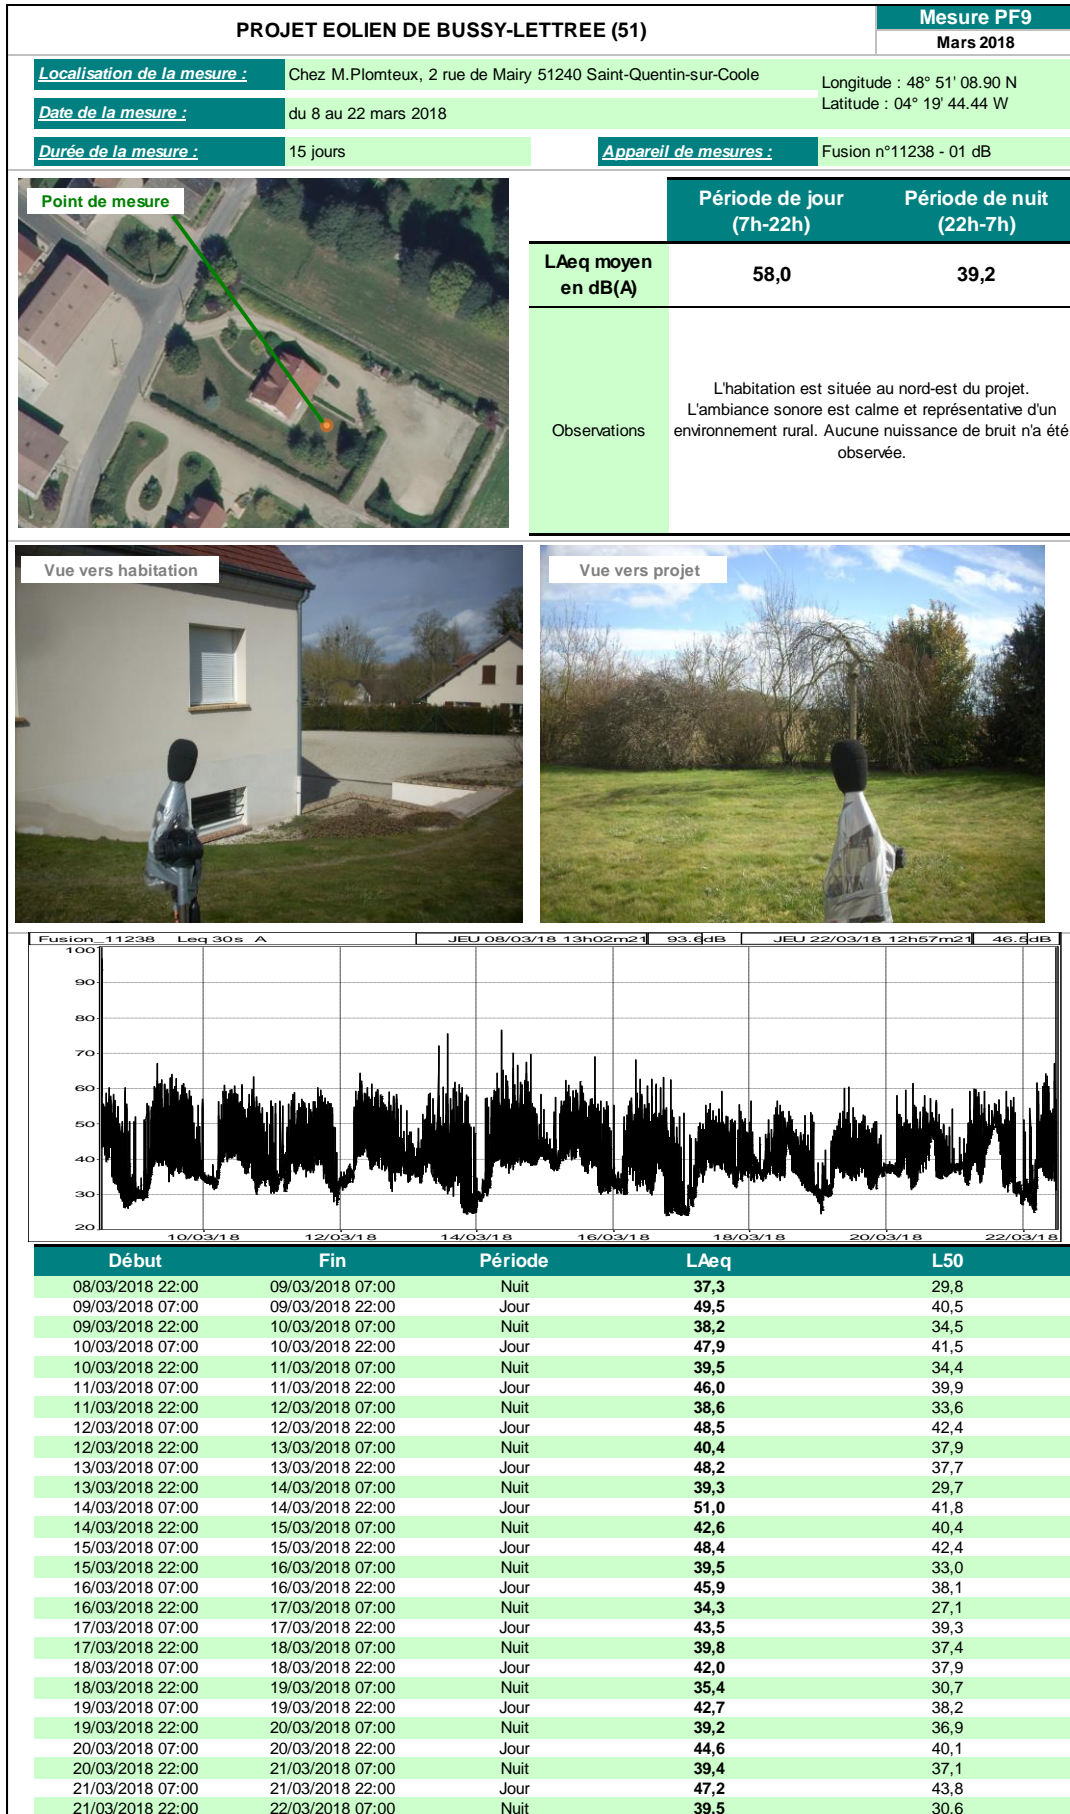 PROJET EOLIEN DE BUSSY-LETTREE (51)
Mesure PF9
Mars 2018
Localisation de la mesure :
Chez M.Plomteux, 2 rue de Mairy 51240 Saint-Quentin-sur-Coole
Longitude : 48° 51' 08.90 N
Latitude : 04° 19' 44.44 W
Date de la mesure :
du 8 au 22 mars 2018
Durée de la mesure :
15 jours
Appareil de mesures :
Fusion n°11238 - 01 dB
Point de mesure
Période de jour
(7h-22h)
Période de nuit
(22h-7h)
LAeq moyen
en dB(A)
58,0
39,2
Observations
L'habitation est située au nord-est du projet.
L'ambiance sonore est calme et représentative d'un
environnement rural. Aucune nuissance de bruit n'a été
observée.
Vue vers habitation
Vue vers projet
Fusion_11238 Leq 30s A JEU 08/03/18 13h02m21 93.6dB JEU 22/03/18 12h57m21 46.5dB
100
90
80
70
60
50
40
30
20
10/03/18 12/03/18 14/03/18 16/03/18 18/03/18 20/03/18 22/03/18
Début Fin Période LAeq L50
08/03/2018 22:00 09/03/2018 07:00 Nuit 37,3 29,8
09/03/2018 07:00 09/03/2018 22:00 Jour 49,5 40,5
09/03/2018 22:00 10/03/2018 07:00 Nuit 38,2 34,5
10/03/2018 07:00 10/03/2018 22:00 Jour 47,9 41,5
10/03/2018 22:00 11/03/2018 07:00 Nuit 39,5 34,4
11/03/2018 07:00 11/03/2018 22:00 Jour 46,0 39,9
11/03/2018 22:00 12/03/2018 07:00 Nuit 38,6 33,6
12/03/2018 07:00 12/03/2018 22:00 Jour 48,5 42,4
12/03/2018 22:00 13/03/2018 07:00 Nuit 40,4 37,9
13/03/2018 07:00 13/03/2018 22:00 Jour 48,2 37,7
13/03/2018 22:00 14/03/2018 07:00 Nuit 39,3 29,7
14/03/2018 07:00 14/03/2018 22:00 Jour 51,0 41,8
14/03/2018 22:00 15/03/2018 07:00 Nuit 42,6 40,4
15/03/2018 07:00 15/03/2018 22:00 Jour 48,4 42,4
15/03/2018 22:00 16/03/2018 07:00 Nuit 39,5 33,0
16/03/2018 07:00 16/03/2018 22:00 Jour 45,9 38,1
16/03/2018 22:00 17/03/2018 07:00 Nuit 34,3 27,1
17/03/2018 07:00 17/03/2018 22:00 Jour 43,5 39,3
17/03/2018 22:00 18/03/2018 07:00 Nuit 39,8 37,4
18/03/2018 07:00 18/03/2018 22:00 Jour 42,0 37,9
18/03/2018 22:00 19/03/2018 07:00 Nuit 35,4 30,7
19/03/2018 07:00 19/03/2018 22:00 Jour 42,7 38,2
19/03/2018 22:00 20/03/2018 07:00 Nuit 39,2 36,9
20/03/2018 07:00 20/03/2018 22:00 Jour 44,6 40,1
20/03/2018 22:00 21/03/2018 07:00 Nuit 39,4 37,1
21/03/2018 07:00 21/03/2018 22:00 Jour 47,2 43,8
21/03/2018 22:00 22/03/2018 07:00 Nuit 39,5 30,6